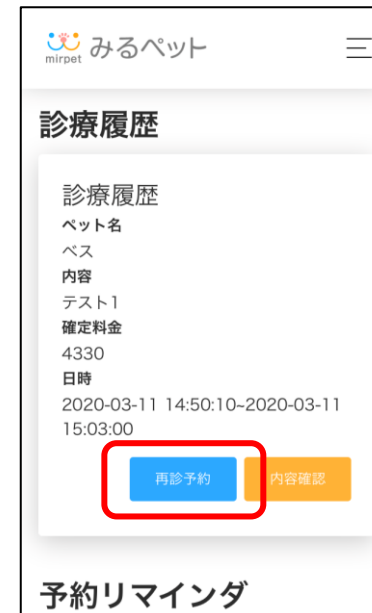 mirpet みるペット
診療履歴
診療履歴
ペット名
ベス
内容
テスト1
確定料金
4330
日時
2020-03-11 14:50:10~2020-03-11
15:03:00
再診予約 内容確認
予約リマインダ